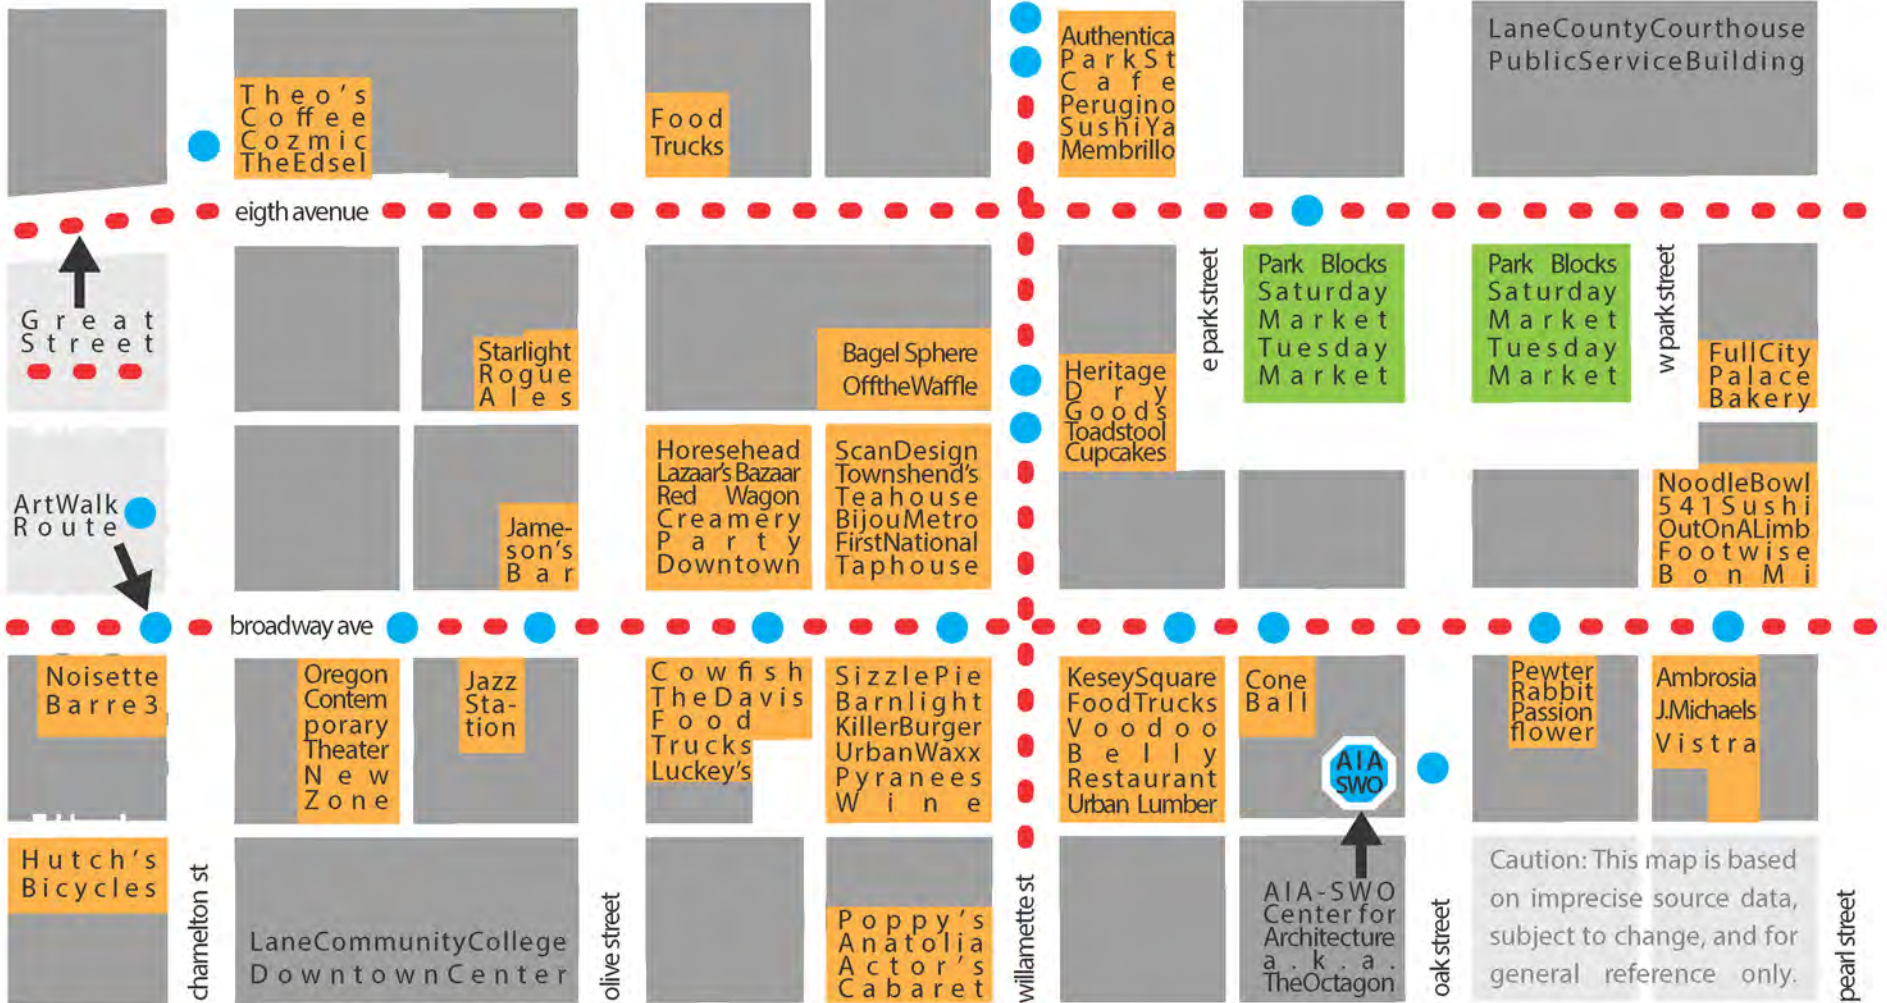 Theo's
Coffee
Cozmic
TheEdsel
Food
Trucks
Authentica
ParkSt
Cafe
Perugino
SushiYa
Membrillo
LaneCountyCourthouse
PublicServiceBuilding
eigth avenue
Great
Street
Starlight
Rogue
Ales
Bagel Sphere
OfftheWaffle
Heritage
Dry
Goods
Toadstool
Cupcakes
e park street
Park Blocks
Saturday
Market
Tuesday
Market
Park Blocks
Saturday
Market
Tuesday
Market
w park street
FullCity
Palace
Bakery
ArtWalk
Route
Jame-
son's
Bar
Horesehead
Lazaar's Bazaar
Red Wagon
Creamery
Party
Downtown
ScanDesign
Townshend's
Teahouse
BijouMetro
FirstNational
Taphouse
NoodleBowl
541Sushi
OutOnALimb
Footwise
BonMi
broadway ave
Noisette
Barre3
Oregon
Contem
porary
Theater
New
Zone
Jazz
Sta-
tion
Cowfish
TheDavis
Food
Trucks
Luckey's
SizzlePie
Barnlight
KillerBurger
UrbanWaxx
Pyranees
Wine
KeseySquare
FoodTrucks
Voodoo
Belly
Restaurant
Urban Lumber
Cone
Ball
AIA
SWO
Pewter
Rabbit
Passion
flower
Ambrosia
J.Michaels
Vistra
Hutch's
Bicycles
chamelton st
LaneCommunityCollege
DowntownCenter
olive street
Poppy's
Anatolia
Actor's
Cabaret
willamette st
AIA-SWO
Center for
Architecture
a.k.a.
TheOctagon
oak street
Caution: This map is based
on imprecise source data,
subject to change, and for
general reference only.
pearl street